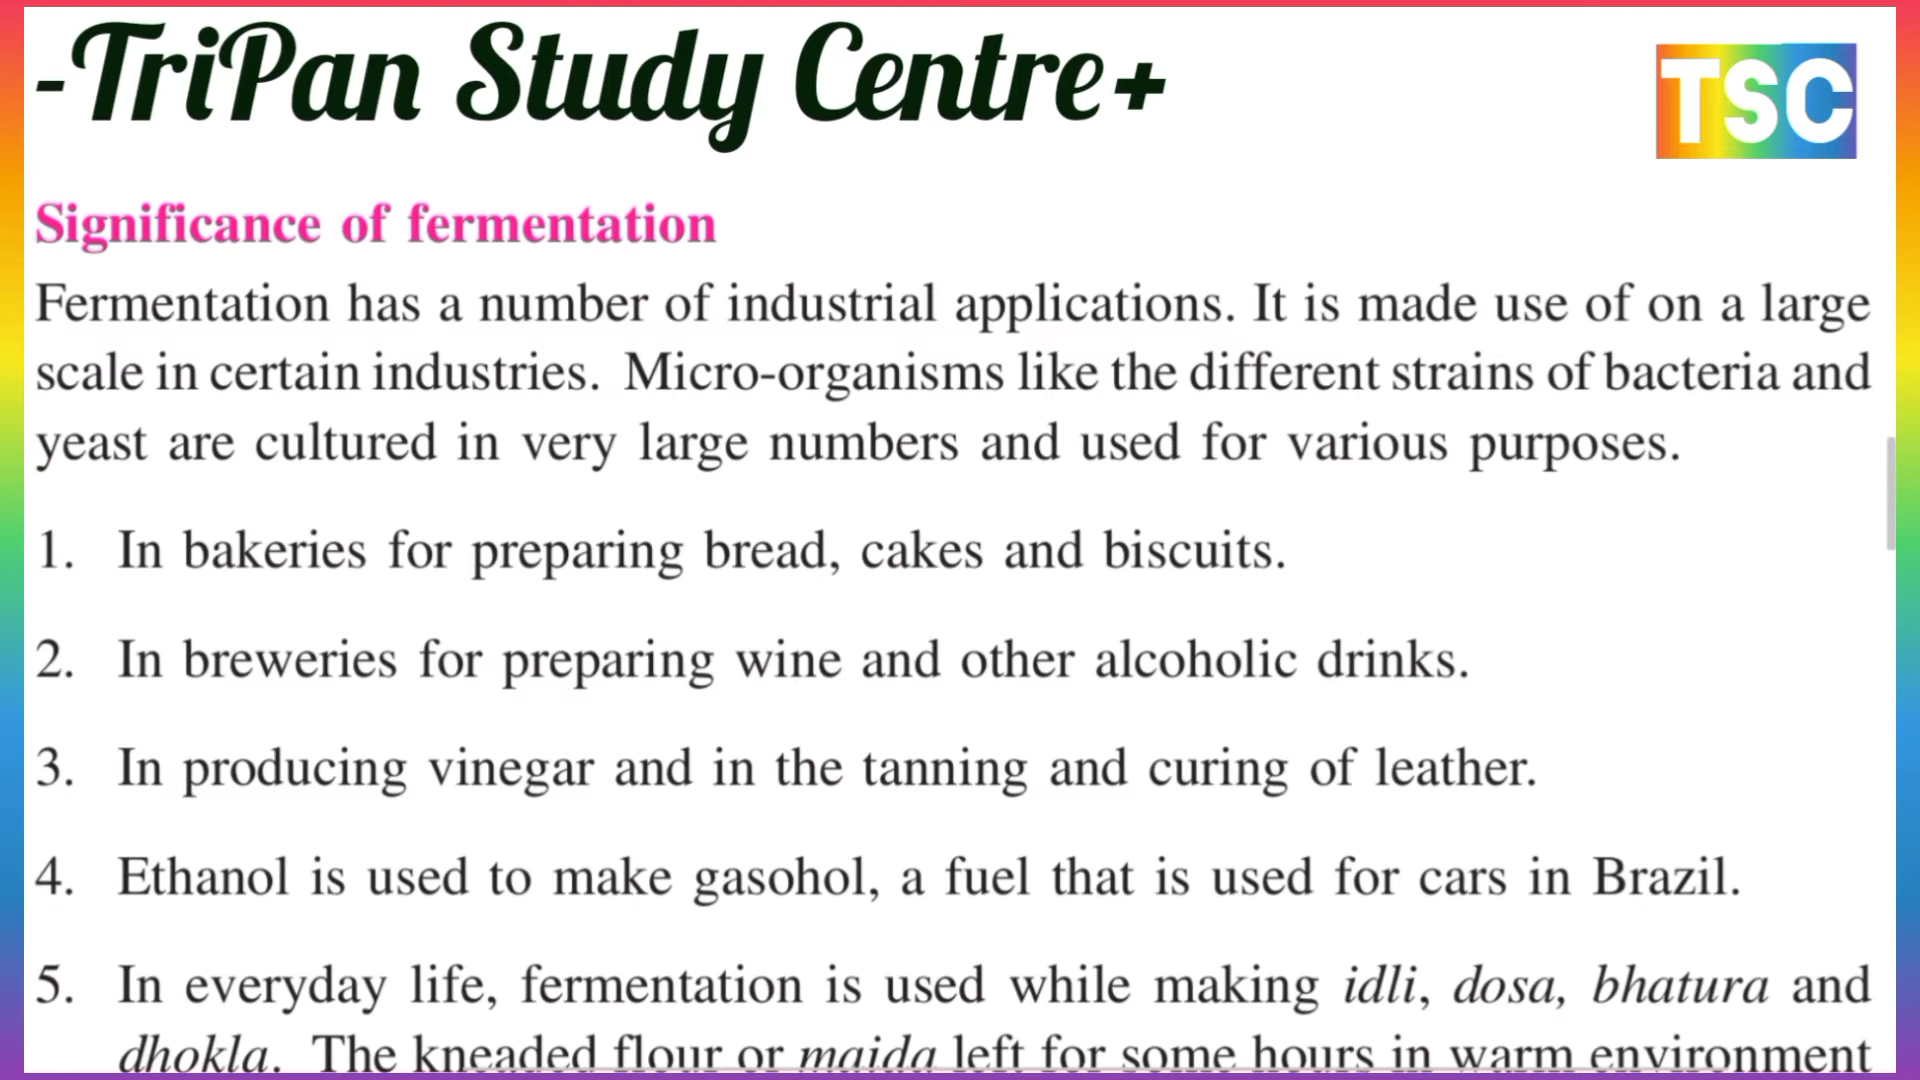 -TriPan Study Centre+
TSC
Significance of fermentation
Fermentation has a number of industrial applications. It is made use of on a large
scale in certain industries. Micro-organisms like the different strains of bacteria and
yeast are cultured in very large numbers and used for various purposes.
1. In bakeries for preparing bread, cakes and biscuits.
2. In breweries for preparing wine and other alcoholic drinks.
3. In producing vinegar and in the tanning and curing of leather.
4. Ethanol is used to make gasohol, a fuel that is used for cars in Brazil.
5. In everyday life, fermentation is used while making idli, dosa, bhatura and
dhokla. The kneaded flour or maida left for some hours in warm environment